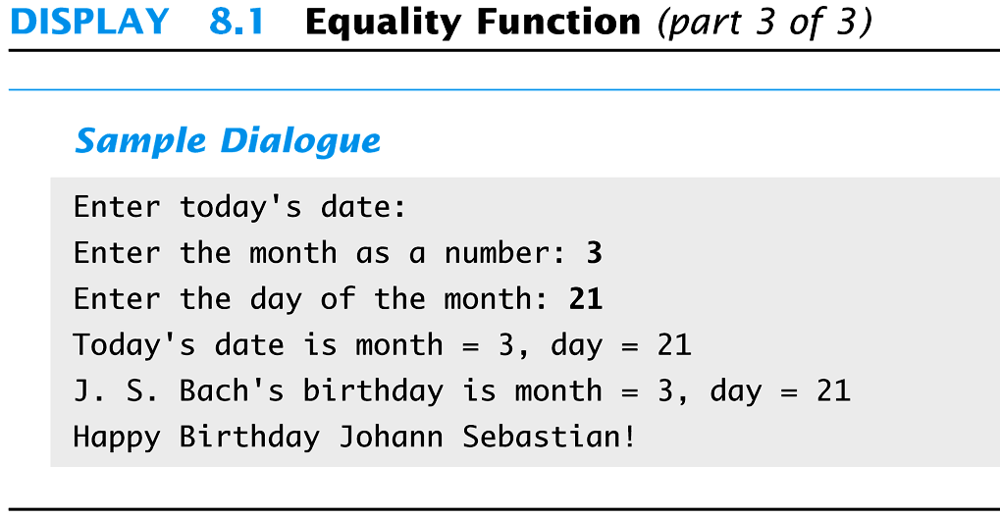 DISPLAY 8.1 Equality Function (part 3 of 3)
Sample Dialogue
Enter today's date:
Enter the month as a number: 3
Enter the day of the month: 21
Today's date is month = 3, day = 21
J. S. Bach's birthday is month = 3, day = 21
Happy Birthday Johann Sebastian!